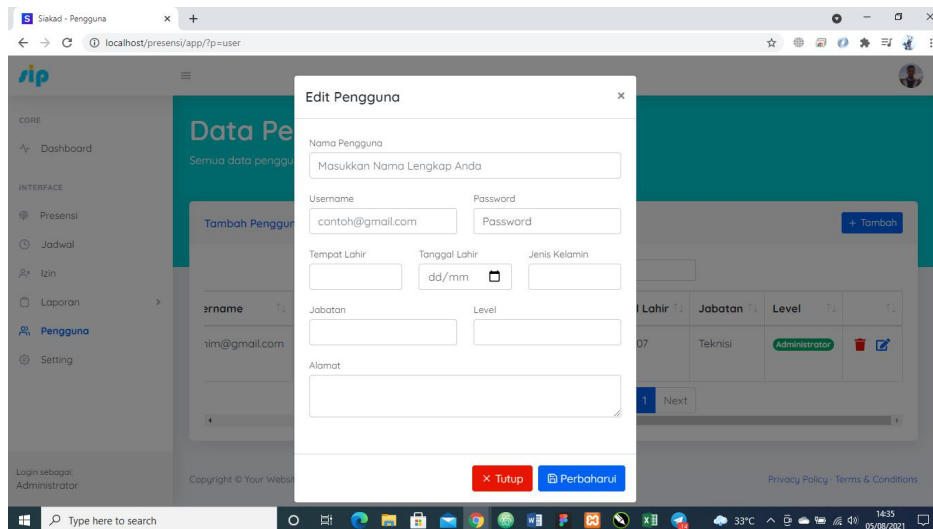 Siakad - Pengguna
localhost/presensi/app/?p=user
sip
CORE
Dashboard
INTERFACE
Presensi
Jadwal
Izin
Laporan
Pengguna
Setting
Login sebagai:
Administrator
Data Pe
Semua data penggu
Tambah Penggun
+ Tambah
ername
l Lahir
Jabatan
Level
nim@gmail.com
07
Teknisi
Administrator
1 Next
Edit Pengguna
×
Nama Pengguna
Masukkan Nama Lengkap Anda
Username Password
contoh@gmail.com Password
Tempat Lahir Tanggal Lahir Jenis Kelamin
dd/mm
Jabatan Level
Alamat
× Tutup Perbaharui
Copyright © Your Websi
Privacy Policy · Terms & Conditions
Type here to search
33°C
14:35
05/08/2021